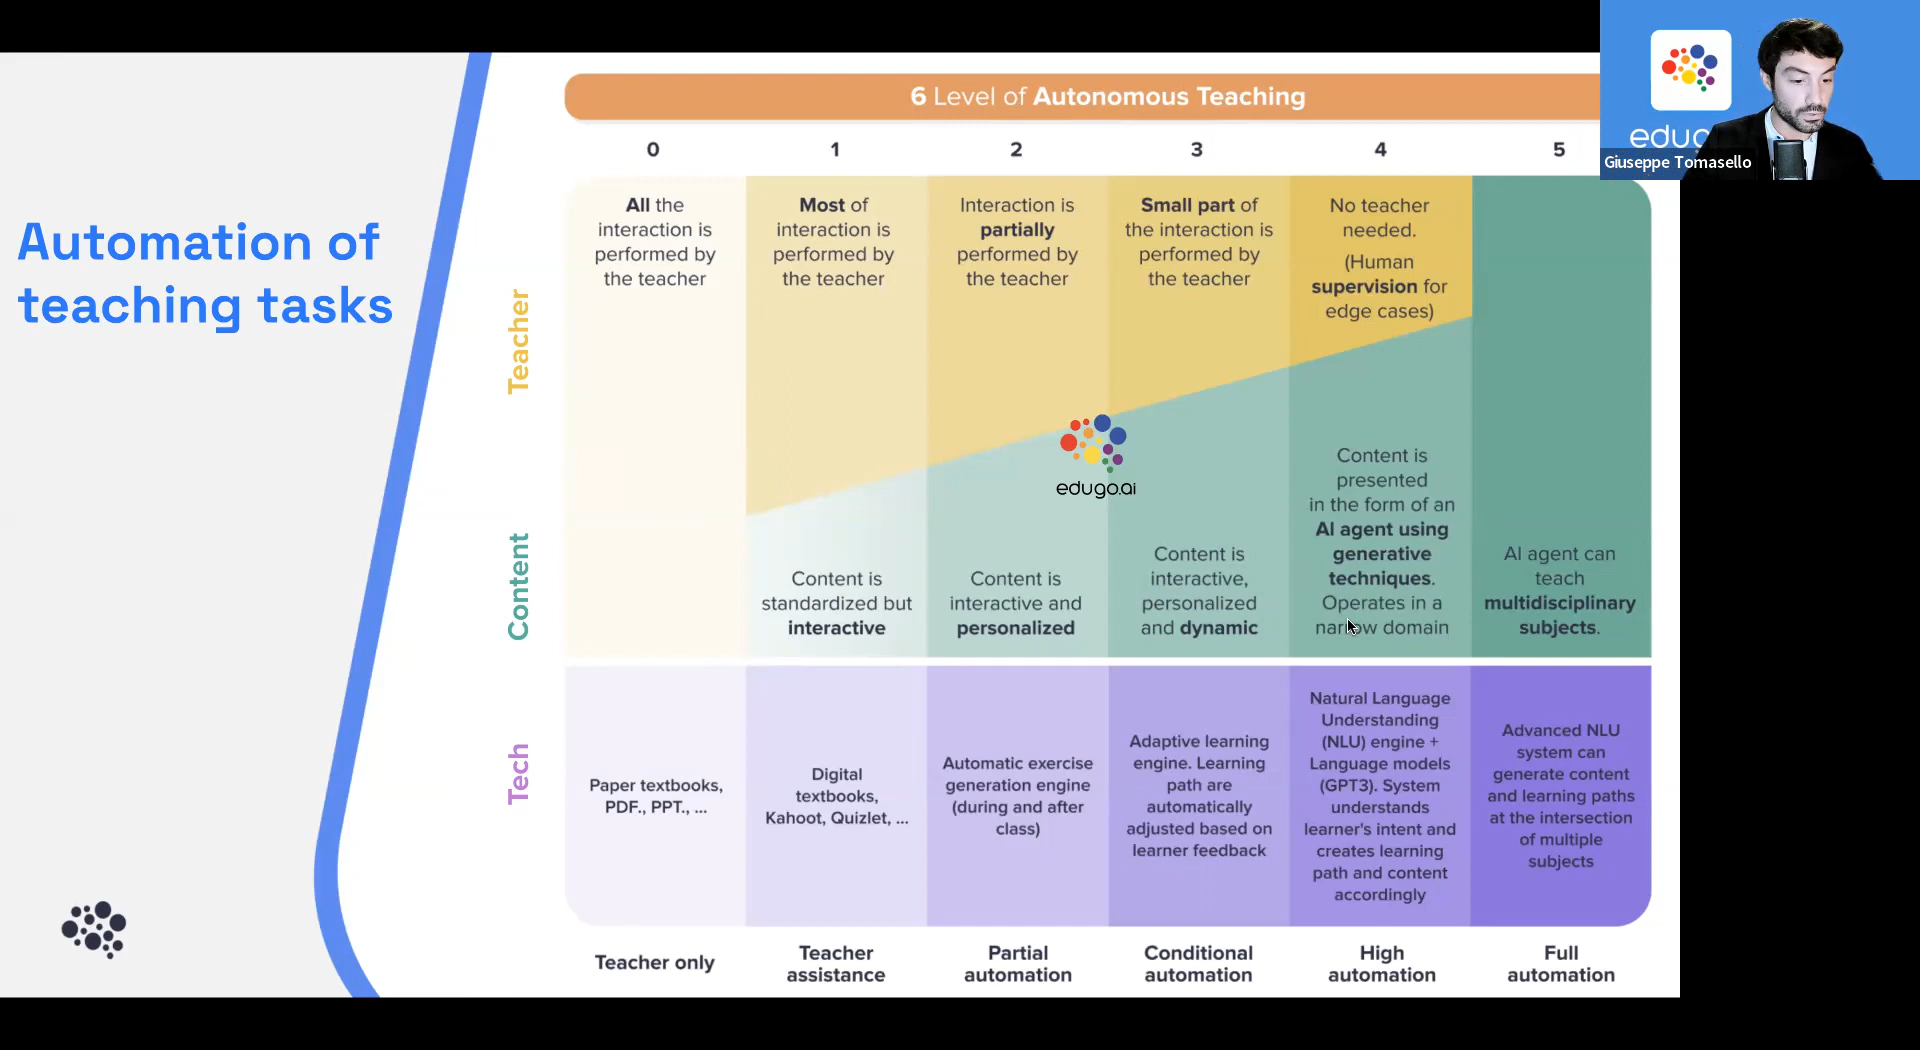 Automation of
teaching tasks
6 Level of Autonomous Teaching
0
1
2
3
4
5
Teacher
All the
interaction is
performed by
the teacher
Most of
interaction is
performed by
the teacher
Interaction is
partially
performed by
the teacher
Small part of
the interaction is
performed by
the teacher
No teacher
needed.
(Human
supervision for
edge cases)
edugo.ai
Content
Content is
standardized but
interactive
Content is
interactive and
personalized
Content is
interactive,
personalized
and dynamic
Content is
presented
in the form of an
AI agent using
generative
techniques.
Operates in a
narrow domain
AI agent can
teach
multidisciplinary
subjects.
Tech
Paper textbooks,
PDF., PPT., ...
Digital
textbooks,
Kahoot, Quizlet, ...
Automatic exercise
generation engine
(during and after
class)
Adaptive learning
engine. Learning
path are
automatically
adjusted based on
learner feedback
Natural Language
Understanding
(NLU) engine +
Language models
(GPT3). System
understands
learner's intent and
creates learning
path and content
accordingly
Advanced NLU
system can
generate content
and learning paths
at the intersection
of multiple
subjects
Teacher only
Teacher
assistance
Partial
automation
Conditional
automation
High
automation
Full
automation
edug
Giuseppe Tomasello